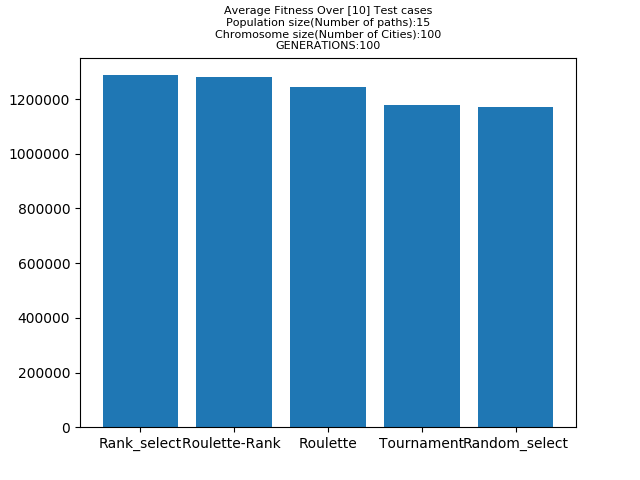 Average Fitness Over [10] Test cases
Population size(Number of paths):15
Chromosome size(Number of Cities):100
GENERATIONS:100
1200000
1000000
800000
600000
400000
200000
0
Rank_select Roulette-Rank Roulette Tournament Random_select